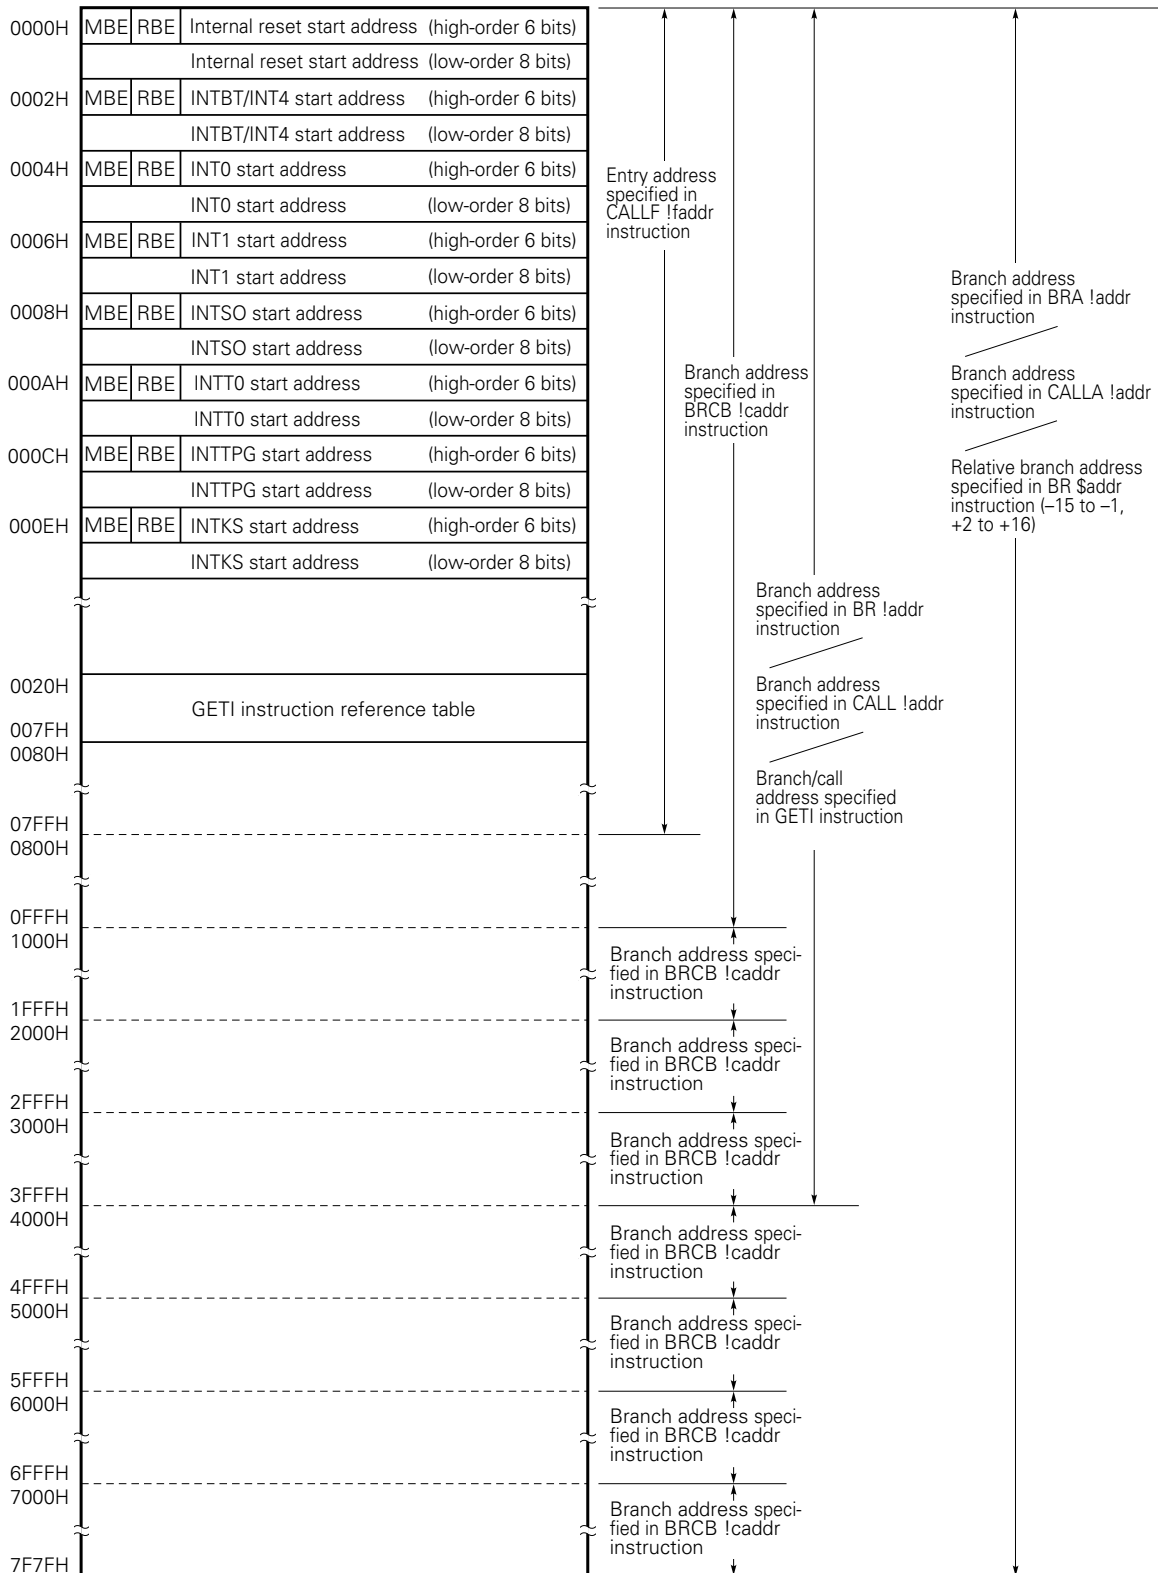 0000H MBE RBE Internal reset start address (high-order 6 bits)
Internal reset start address (low-order 8 bits)
0002H MBE RBE INTBT/INT4 start address (high-order 6 bits)
INTBT/INT4 start address (low-order 8 bits)
0004H MBE RBE INT0 start address (high-order 6 bits)
INT0 start address (low-order 8 bits)
0006H MBE RBE INT1 start address (high-order 6 bits)
INT1 start address (low-order 8 bits)
0008H MBE RBE INTSO start address (high-order 6 bits)
INTSO start address (low-order 8 bits)
000AH MBE RBE INTT0 start address (high-order 6 bits)
INTT0 start address (low-order 8 bits)
000CH MBE RBE INTTPG start address (high-order 6 bits)
INTTPG start address (low-order 8 bits)
000EH MBE RBE INTKS start address (high-order 6 bits)
INTKS start address (low-order 8 bits)
0020H
GETI instruction reference table
007FH
0080H
07FFH
0800H
0FFFH
1000H
1FFFH
2000H
2FFFH
3000H
3FFFH
4000H
4FFFH
5000H
5FFFH
6000H
6FFFH
7000H
7F7FH
Entry address
specified in
CALLF !faddr
instruction
Branch address
specified in
BRCB !caddr
instruction
Branch address
specified in BR !addr
instruction
Branch address
specified in CALL !addr
instruction
Branch/call
address specified
in GETI instruction
Branch address
specified in BRA !addr
instruction
Branch address
specified in CALLA !addr
instruction
Relative branch address
specified in BR $addr
instruction (–15 to –1,
+2 to +16)
Branch address speci-
fied in BRCB !caddr
instruction
Branch address speci-
fied in BRCB !caddr
instruction
Branch address speci-
fied in BRCB !caddr
instruction
Branch address speci-
fied in BRCB !caddr
instruction
Branch address speci-
fied in BRCB !caddr
instruction
Branch address speci-
fied in BRCB !caddr
instruction
Branch address speci-
fied in BRCB !caddr
instruction